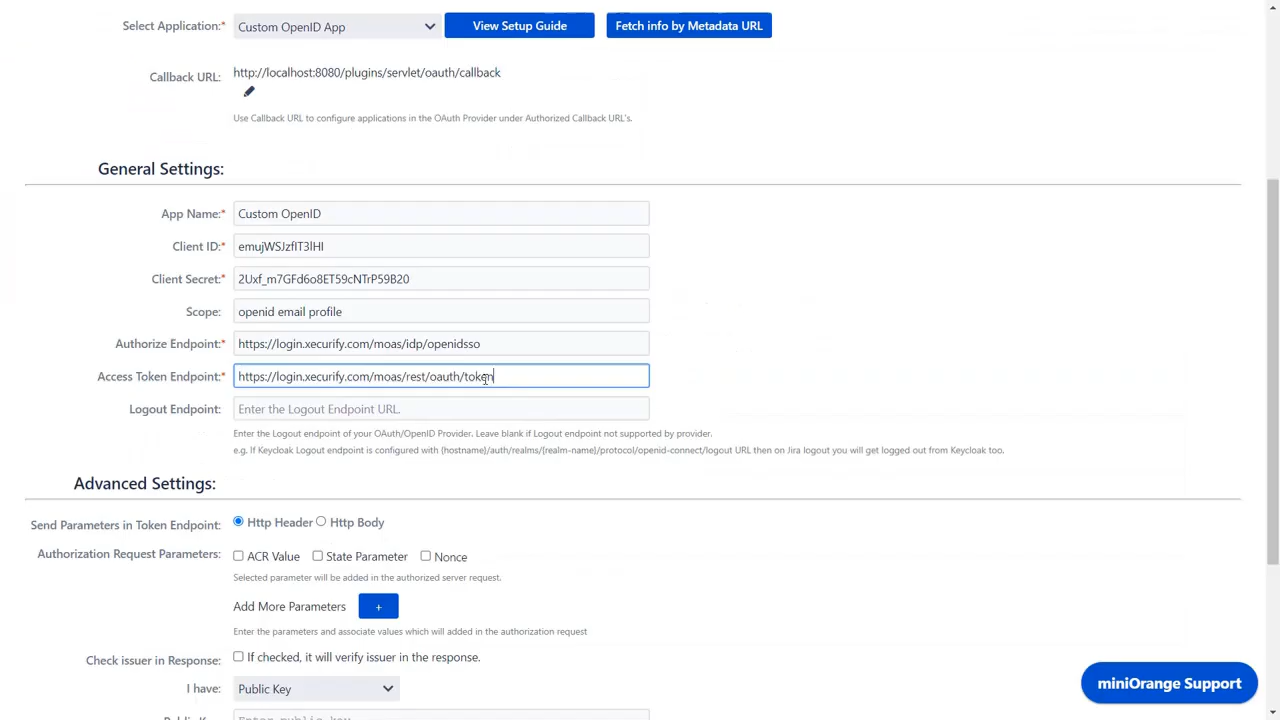 Select Application:* Custom OpenID App View Setup Guide Fetch info by Metadata URL
Callback URL: http://localhost:8080/plugins/servlet/oauth/callback
Use Callback URL to configure applications in the OAuth Provider under Authorized Callback URL's.
General Settings:
App Name:* Custom OpenID
Client ID:* emujWSJzfIT3lHI
Client Secret:* 2Uxf_m7GFd6o8ET59cNTrP59B20
Scope: openid email profile
Authorize Endpoint:* https://login.xecurify.com/moas/idp/openidsso
Access Token Endpoint:* https://login.xecurify.com/moas/rest/oauth/token
Logout Endpoint: Enter the Logout Endpoint URL.
Enter the Logout endpoint of your OAuth/OpenID Provider. Leave blank if Logout endpoint not supported by provider.
e.g. If Keycloak Logout endpoint is configured with {hostname}/auth/realms/{realm-name}/protocol/openid-connect/logout URL then on Jira logout you will get logged out from Keycloak too.
Advanced Settings:
Send Parameters in Token Endpoint: Http Header Http Body
Authorization Request Parameters: ACR Value State Parameter Nonce
Selected parameter will be added in the authorized server request.
Add More Parameters +
Enter the parameters and associate values which will added in the authorization request
Check issuer in Response: If checked, it will verify issuer in the response.
I have: Public Key
miniOrange Support